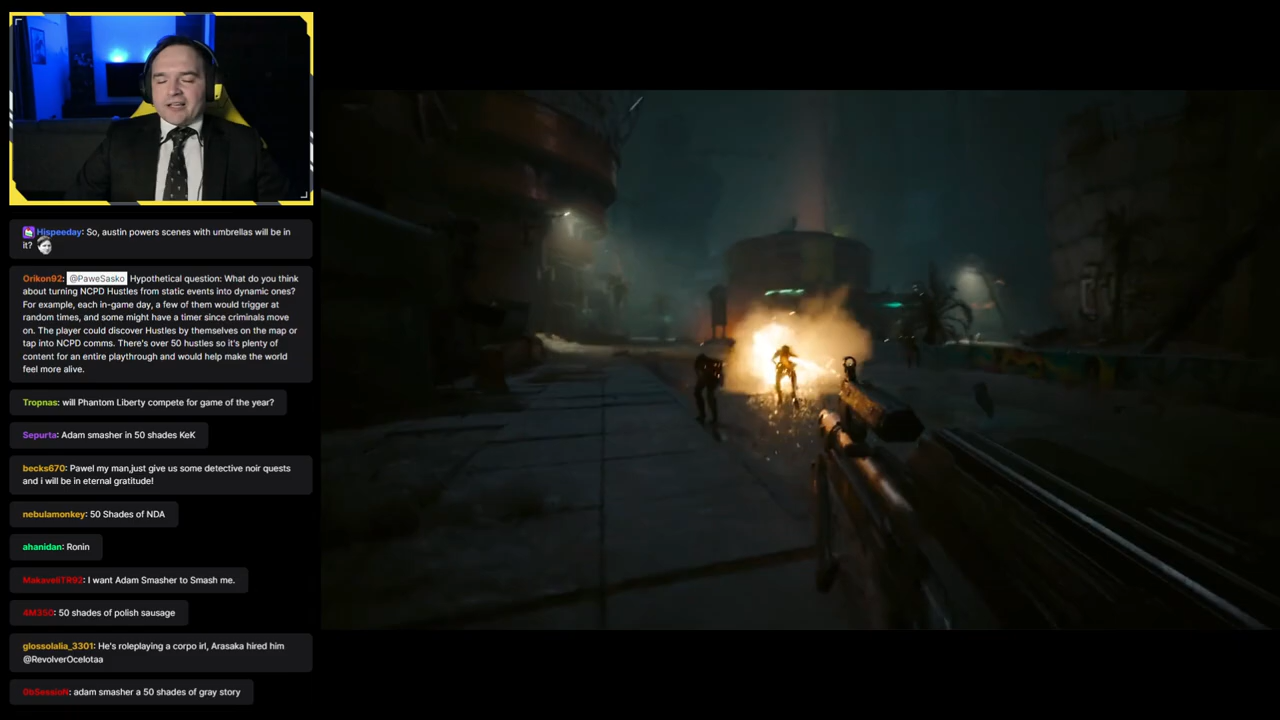 Hispeeday: So, austin powers scenes with umbrellas will be in
it?
Orikon92: @PaweSasko Hypothetical question: What do you think
about turning NCPD Hustles from static events into dynamic ones?
For example, each in-game day, a few of them would trigger at
random times, and some might have a timer since criminals move
on. The player could discover Hustles by themselves on the map or
tap into NCPD comms. There's over 50 hustles so it's plenty of
content for an entire playthrough and would help make the world
feel more alive.
Tropnas: will Phantom Liberty compete for game of the year?
Sepurta: Adam smasher in 50 shades KeK
becks670: Pawel my man,just give us some detective noir quests
and i will be in eternal gratitude!
nebulamonkey: 50 Shades of NDA
ahanidan: Ronin
MakaveliTR92: I want Adam Smasher to Smash me.
4M350: 50 shades of polish sausage
glossolalia_3301: He's roleplaying a corpo irl, Arasaka hired him
@RevolverOcelotaa
0bSessioN: adam smasher a 50 shades of gray story